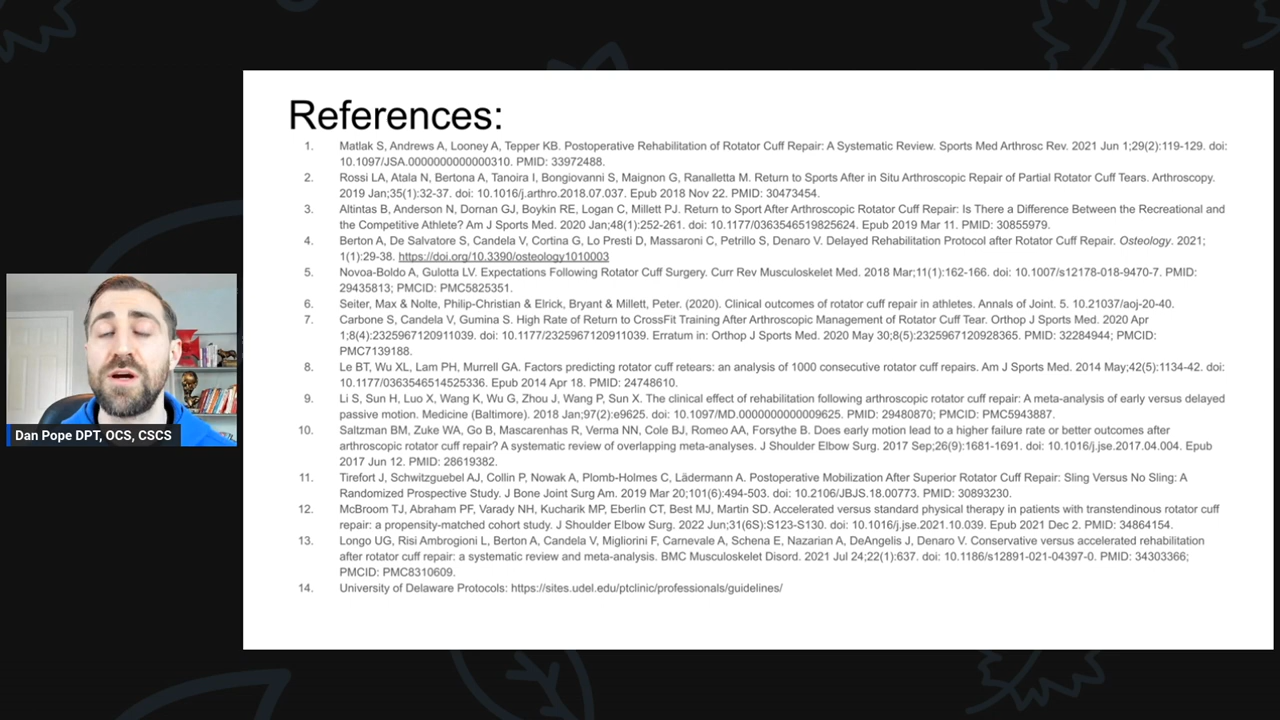 References:
1. Matlak S, Andrews A, Looney A, Tepper KB. Postoperative Rehabilitation of Rotator Cuff Repair: A Systematic Review. Sports Med Arthrosc Rev. 2021 Jun 1;29(2):119-129. doi:
10.1097/JSA.0000000000000310. PMID: 33972488.
2. Rossi LA, Atala N, Bertona A, Tanoira I, Bongiovanni S, Maignon G, Ranalletta M. Return to Sports After in Situ Arthroscopic Repair of Partial Rotator Cuff Tears. Arthroscopy.
2019 Jan;35(1):32-37. doi: 10.1016/j.arthro.2018.07.037. Epub 2018 Nov 22. PMID: 30473454.
3. Altintas B, Anderson N, Dornan GJ, Boykin RE, Logan C, Millett PJ. Return to Sport After Arthroscopic Rotator Cuff Repair: Is There a Difference Between the Recreational and
the Competitive Athlete? Am J Sports Med. 2020 Jan;48(1):252-261. doi: 10.1177/0363546519825624. Epub 2019 Mar 11. PMID: 30855979.
4. Berton A, De Salvatore S, Candela V, Cortina G, Lo Presti D, Massaroni C, Petrillo S, Denaro V. Delayed Rehabilitation Protocol after Rotator Cuff Repair. Osteology. 2021;
1(1):29-38. https://doi.org/10.3390/osteology1010003
5. Novoa-Boldo A, Gulotta LV. Expectations Following Rotator Cuff Surgery. Curr Rev Musculoskelet Med. 2018 Mar;11(1):162-166. doi: 10.1007/s12178-018-9470-7. PMID:
29435813; PMCID: PMC5825351.
6. Seiter, Max & Nolte, Philip-Christian & Elrick, Bryant & Millett, Peter. (2020). Clinical outcomes of rotator cuff repair in athletes. Annals of Joint. 5. 10.21037/aoj-20-40.
7. Carbone S, Candela V, Gumina S. High Rate of Return to CrossFit Training After Arthroscopic Management of Rotator Cuff Tear. Orthop J Sports Med. 2020 Apr
1;8(4):2325967120911039. doi: 10.1177/2325967120911039. Erratum in: Orthop J Sports Med. 2020 May 30;8(5):2325967120928365. PMID: 32284944; PMCID:
PMC7139188.
8. Le BT, Wu XL, Lam PH, Murrell GA. Factors predicting rotator cuff retears: an analysis of 1000 consecutive rotator cuff repairs. Am J Sports Med. 2014 May;42(5):1134-42. doi:
10.1177/0363546514525336. Epub 2014 Apr 18. PMID: 24748610.
9. Li S, Sun H, Luo X, Wang K, Wu G, Zhou J, Wang P, Sun X. The clinical effect of rehabilitation following arthroscopic rotator cuff repair: A meta-analysis of early versus delayed
passive motion. Medicine (Baltimore). 2018 Jan;97(2):e9625. doi: 10.1097/MD.0000000000009625. PMID: 29480870; PMCID: PMC5943887.
10. Saltzman BM, Zuke WA, Go B, Mascarenhas R, Verma NN, Cole BJ, Romeo AA, Forsythe B. Does early motion lead to a higher failure rate or better outcomes after
arthroscopic rotator cuff repair? A systematic review of overlapping meta-analyses. J Shoulder Elbow Surg. 2017 Sep;26(9):1681-1691. doi: 10.1016/j.jse.2017.04.004. Epub
2017 Jun 12. PMID: 28619382.
11. Tirefort J, Schwitzguebel AJ, Collin P, Nowak A, Plomb-Holmes C, Lädermann A. Postoperative Mobilization After Superior Rotator Cuff Repair: Sling Versus No Sling: A
Randomized Prospective Study. J Bone Joint Surg Am. 2019 Mar 20;101(6):494-503. doi: 10.2106/JBJS.18.00773. PMID: 30893230.
12. McBroom TJ, Abraham PF, Varady NH, Kucharik MP, Eberlin CT, Best MJ, Martin SD. Accelerated versus standard physical therapy in patients with transtendinous rotator cuff
repair: a propensity-matched cohort study. J Shoulder Elbow Surg. 2022 Jun;31(6S):S123-S130. doi: 10.1016/j.jse.2021.10.039. Epub 2021 Dec 2. PMID: 34864154.
13. Longo UG, Risi Ambrogioni L, Berton A, Candela V, Migliorini F, Carnevale A, Schena E, Nazarian A, DeAngelis J, Denaro V. Conservative versus accelerated rehabilitation
after rotator cuff repair: a systematic review and meta-analysis. BMC Musculoskelet Disord. 2021 Jul 24;22(1):637. doi: 10.1186/s12891-021-04397-0. PMID: 34303366;
PMCID: PMC8310609.
14. University of Delaware Protocols: https://sites.udel.edu/ptclinic/professionals/guidelines/
Dan Pope DPT, OCS, CSCS